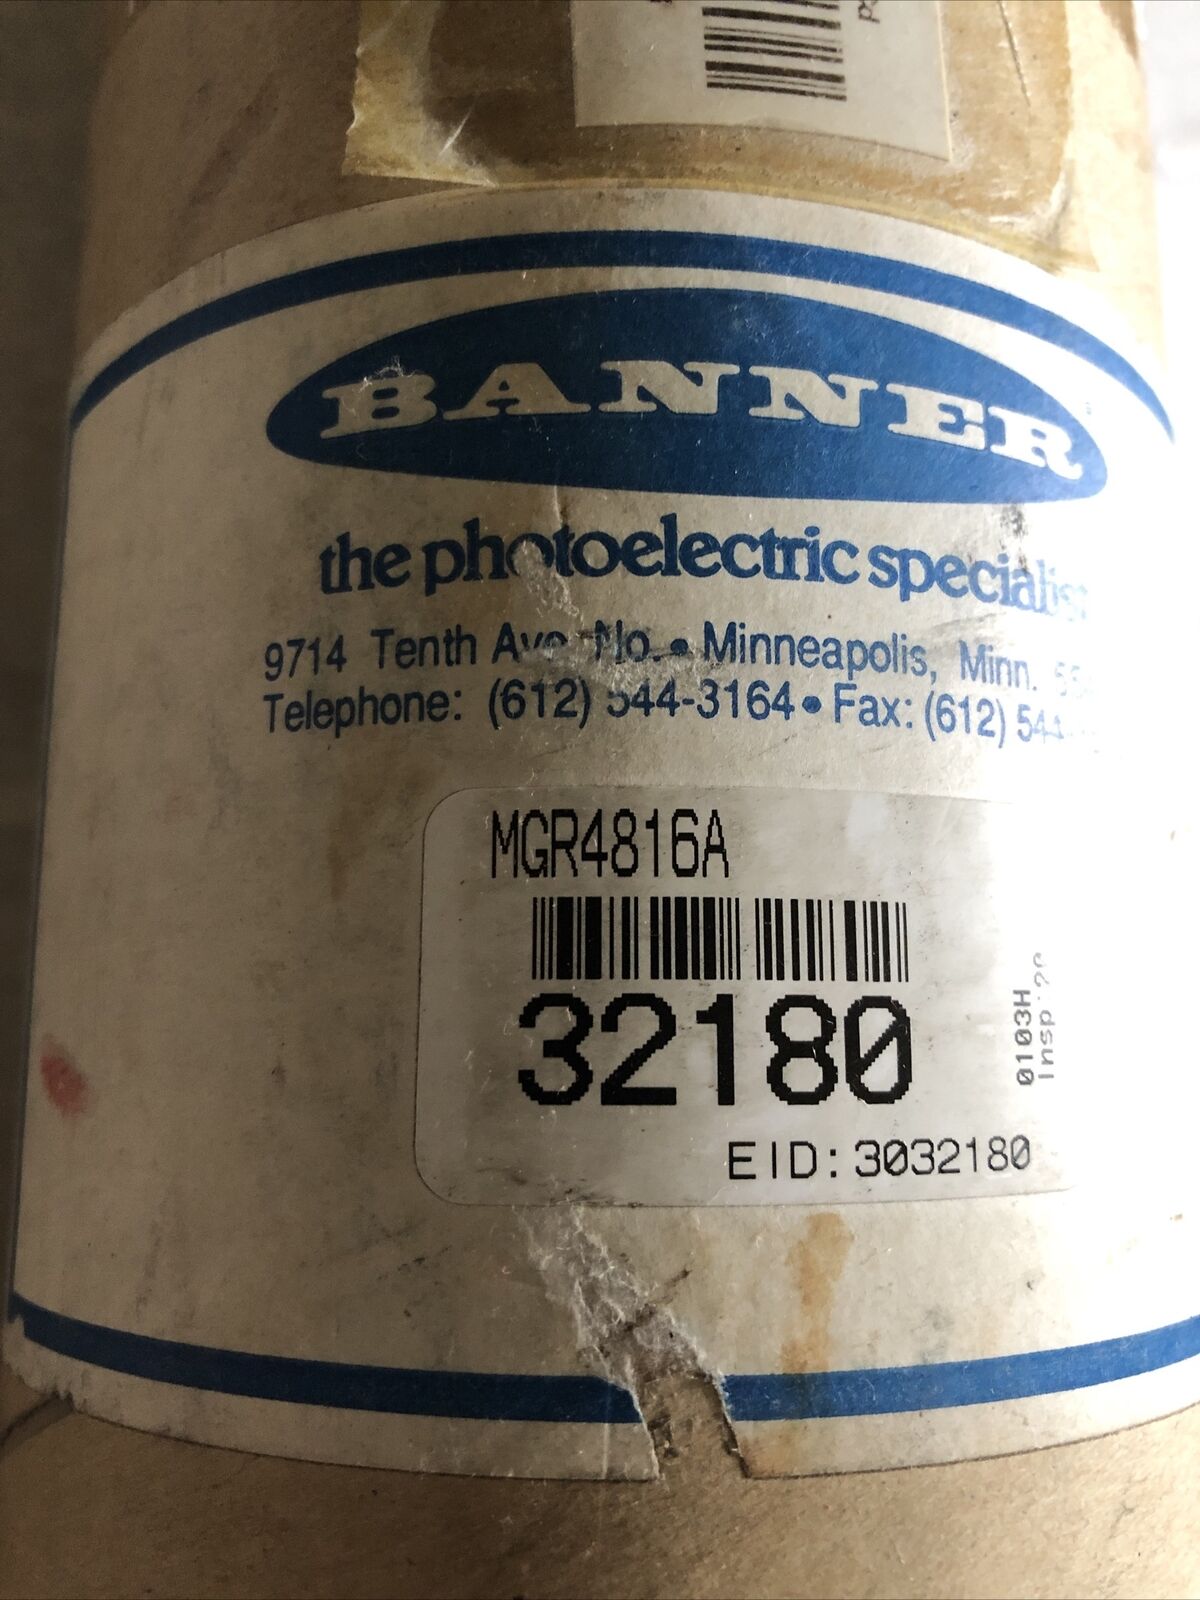 BANNER
the photoelectric specialist
9714 Tenth Ave. No. • Minneapolis, Minn.
Telephone: (612) 544-3164 • Fax: (612)
MGR4816A
32180
EID: 3032180
0103H
Insp: